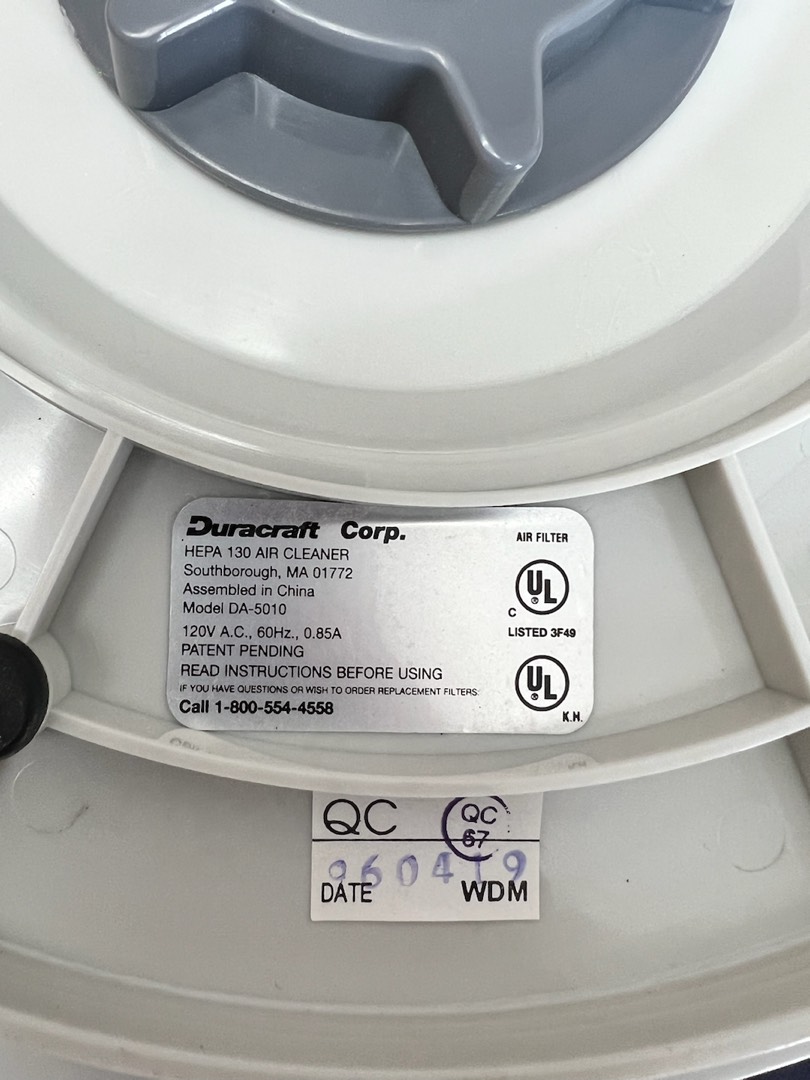 Duracraft Corp.
HEPA 130 AIR CLEANER
Southborough, MA 01772
Assembled in China
Model DA-5010
120V A.C., 60Hz., 0.85A
PATENT PENDING
READ INSTRUCTIONS BEFORE USING
IF YOU HAVE QUESTIONS OR WISH TO ORDER REPLACEMENT FILTERS:
Call 1-800-554-4558
AIR FILTER
UL
®
C
LISTED 3F49
UL
®
K.H.
QC
QC
67
960419
DATE WDM